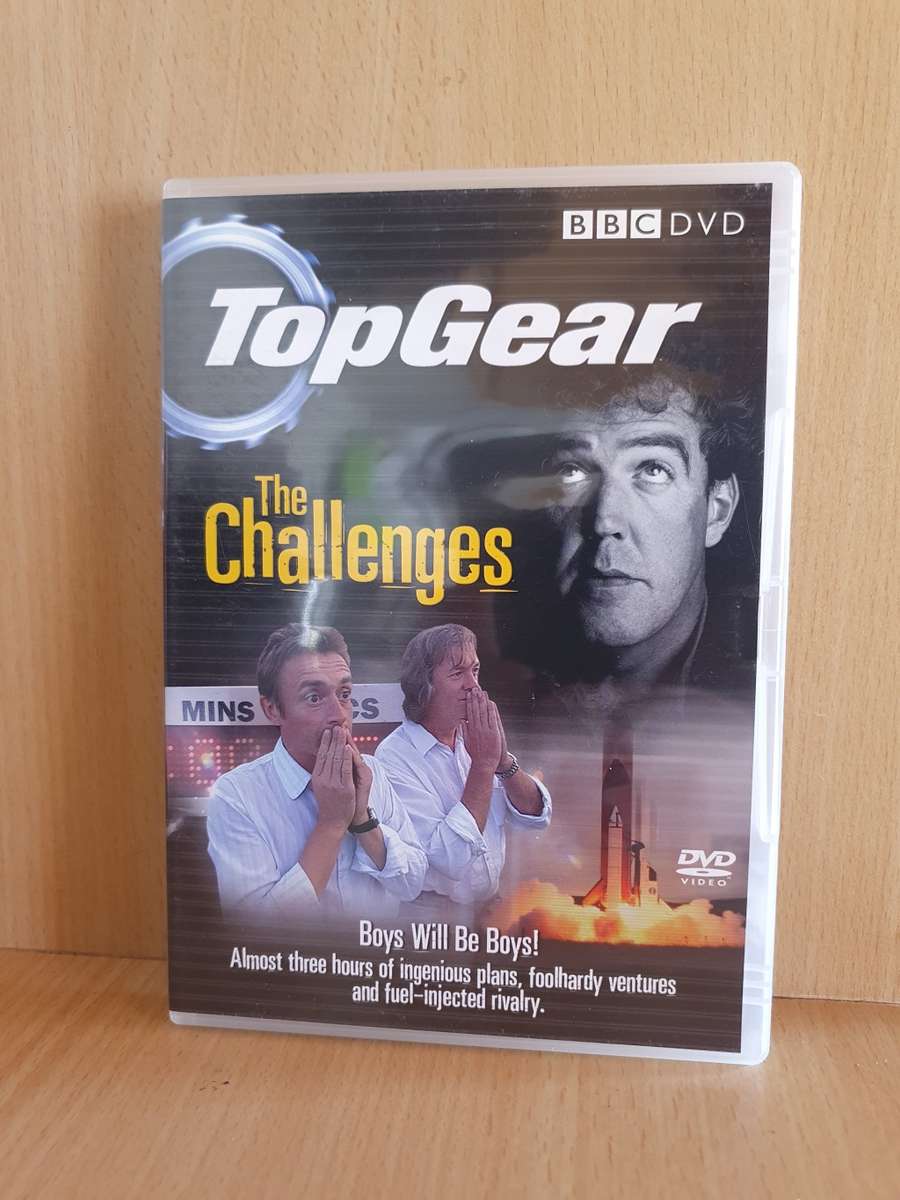 BBC DVD
TopGear
The
Challenges
MINS CS
DVD
VIDEO
Boys Will Be Boys!
Almost three hours of ingenious plans, foolhardy ventures
and fuel-injected rivalry.